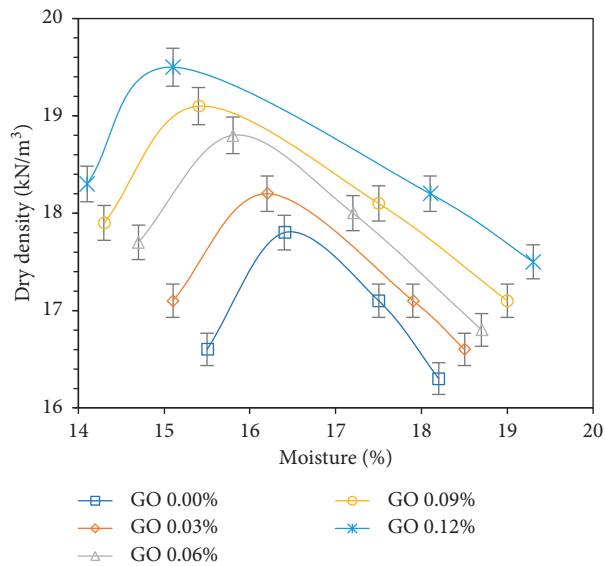 Dry density (kN/m³)
20
19
18
17
16
14 15 16 17 18 19 20
Moisture (%)
GO 0.00% GO 0.09%
GO 0.03% GO 0.12%
GO 0.06%